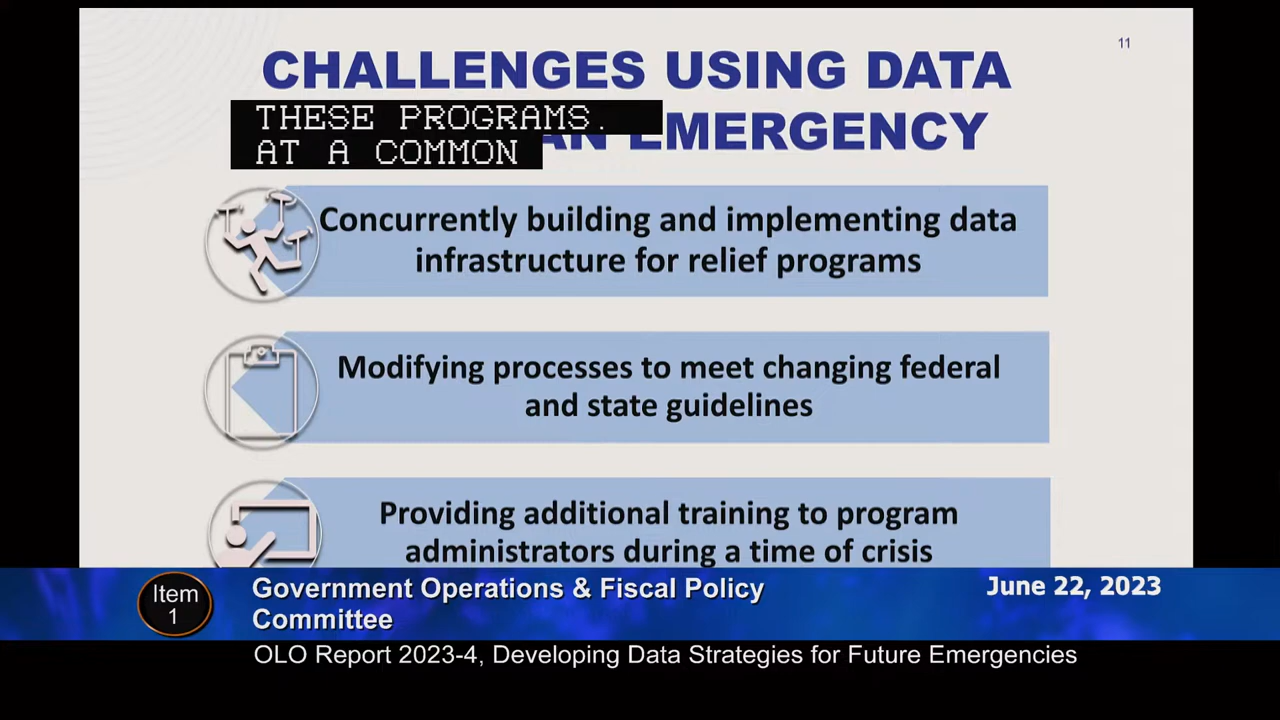 11
CHALLENGES USING DATA
THESE PROGRAMS.
AT A COMMON
AN EMERGENCY
Concurrently building and implementing data
infrastructure for relief programs
Modifying processes to meet changing federal
and state guidelines
Providing additional training to program
administrators during a time of crisis
Item
1
Government Operations & Fiscal Policy
Committee
June 22, 2023
OLO Report 2023-4, Developing Data Strategies for Future Emergencies